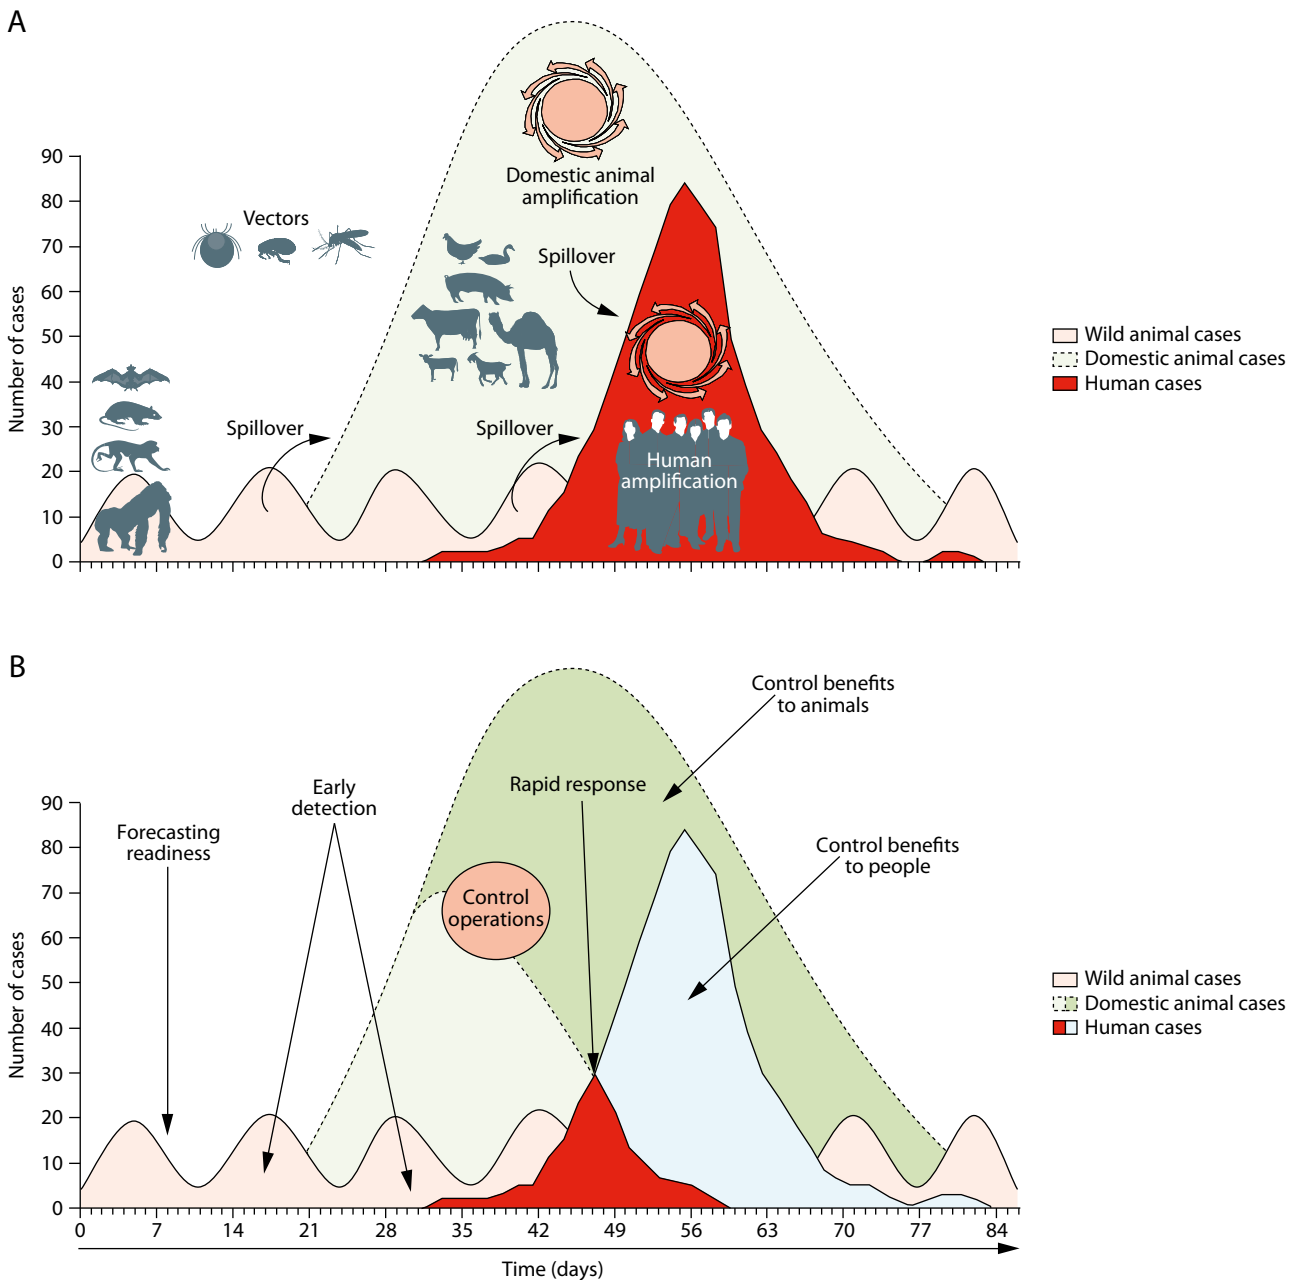 A
Number of cases
90
80
70
60
50
40
30
20
10
0
Vectors
Domestic animal
amplification
Spillover
Spillover
Spillover
Human
amplification
Wild animal cases
Domestic animal cases
Human cases
B
Number of cases
90
80
70
60
50
40
30
20
10
0
Forecasting
readiness
Early
detection
Rapid response
Control
operations
Control benefits
to animals
Control benefits
to people
Wild animal cases
Domestic animal cases
Human cases
0 7 14 21 28 35 42 49 56 63 70 77 84
Time (days)